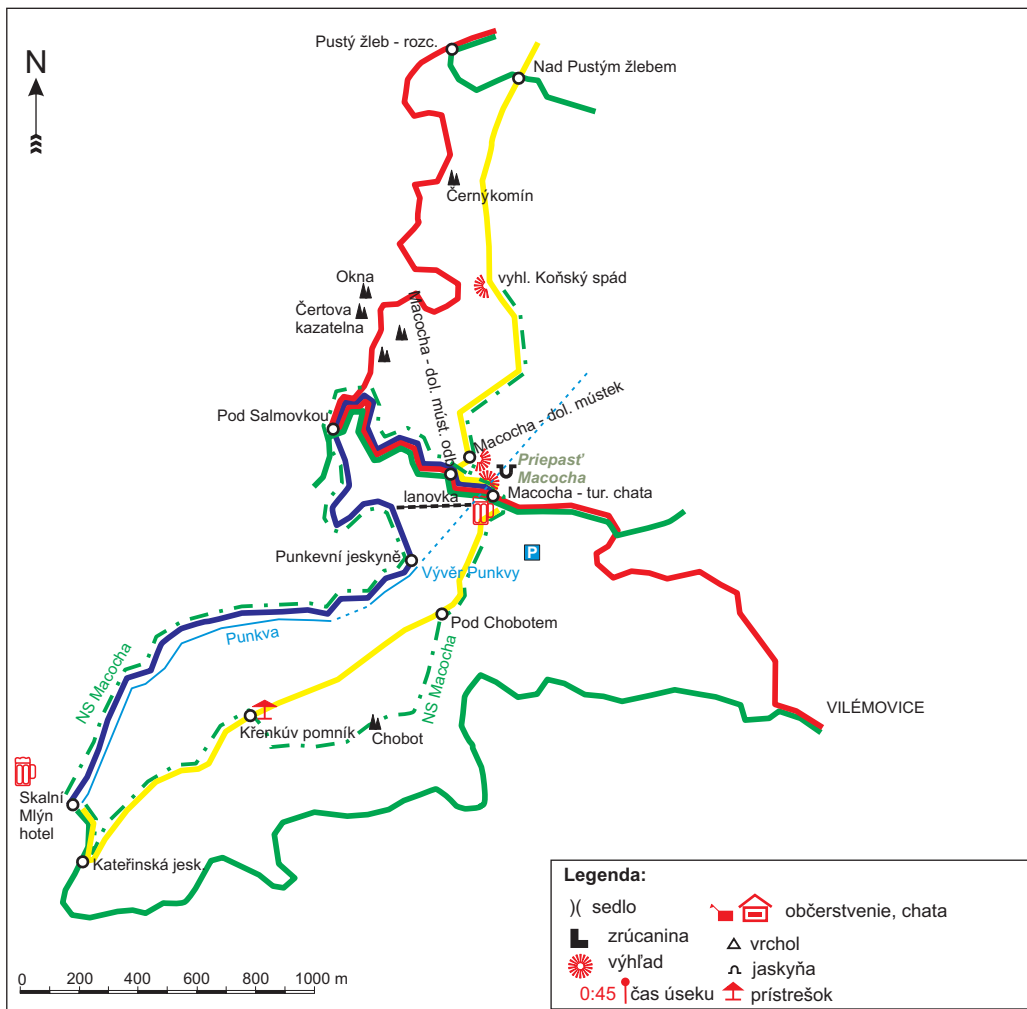 Pustý žleb - rozc.
Nad Pustým žlebem
N
Černýkomín
vyhl. Koňský spád
Okna
Čertova
kazatelna
Macocha - dol. můst. odb.
Pod Salmovkou
Macocha - dol. můstek
Priepasť
Macocha
Macocha - tur. chata
lanovka
P
Punkevní jeskyně
Vývěr Punkvy
Pod Chobotem
Punkva
NS Macocha
NS Macocha
VILÉMOVICE
Křenkúv pomník
Chobot
Skalní
Mlýn
hotel
Kateřinská jesk.
Legenda:
)( sedlo
občerstvenie, chata
zrúcanina
vrchol
výhľad
jaskyňa
0:45 čas úseku
prístrešok
0 200 400 600 800 1000 m